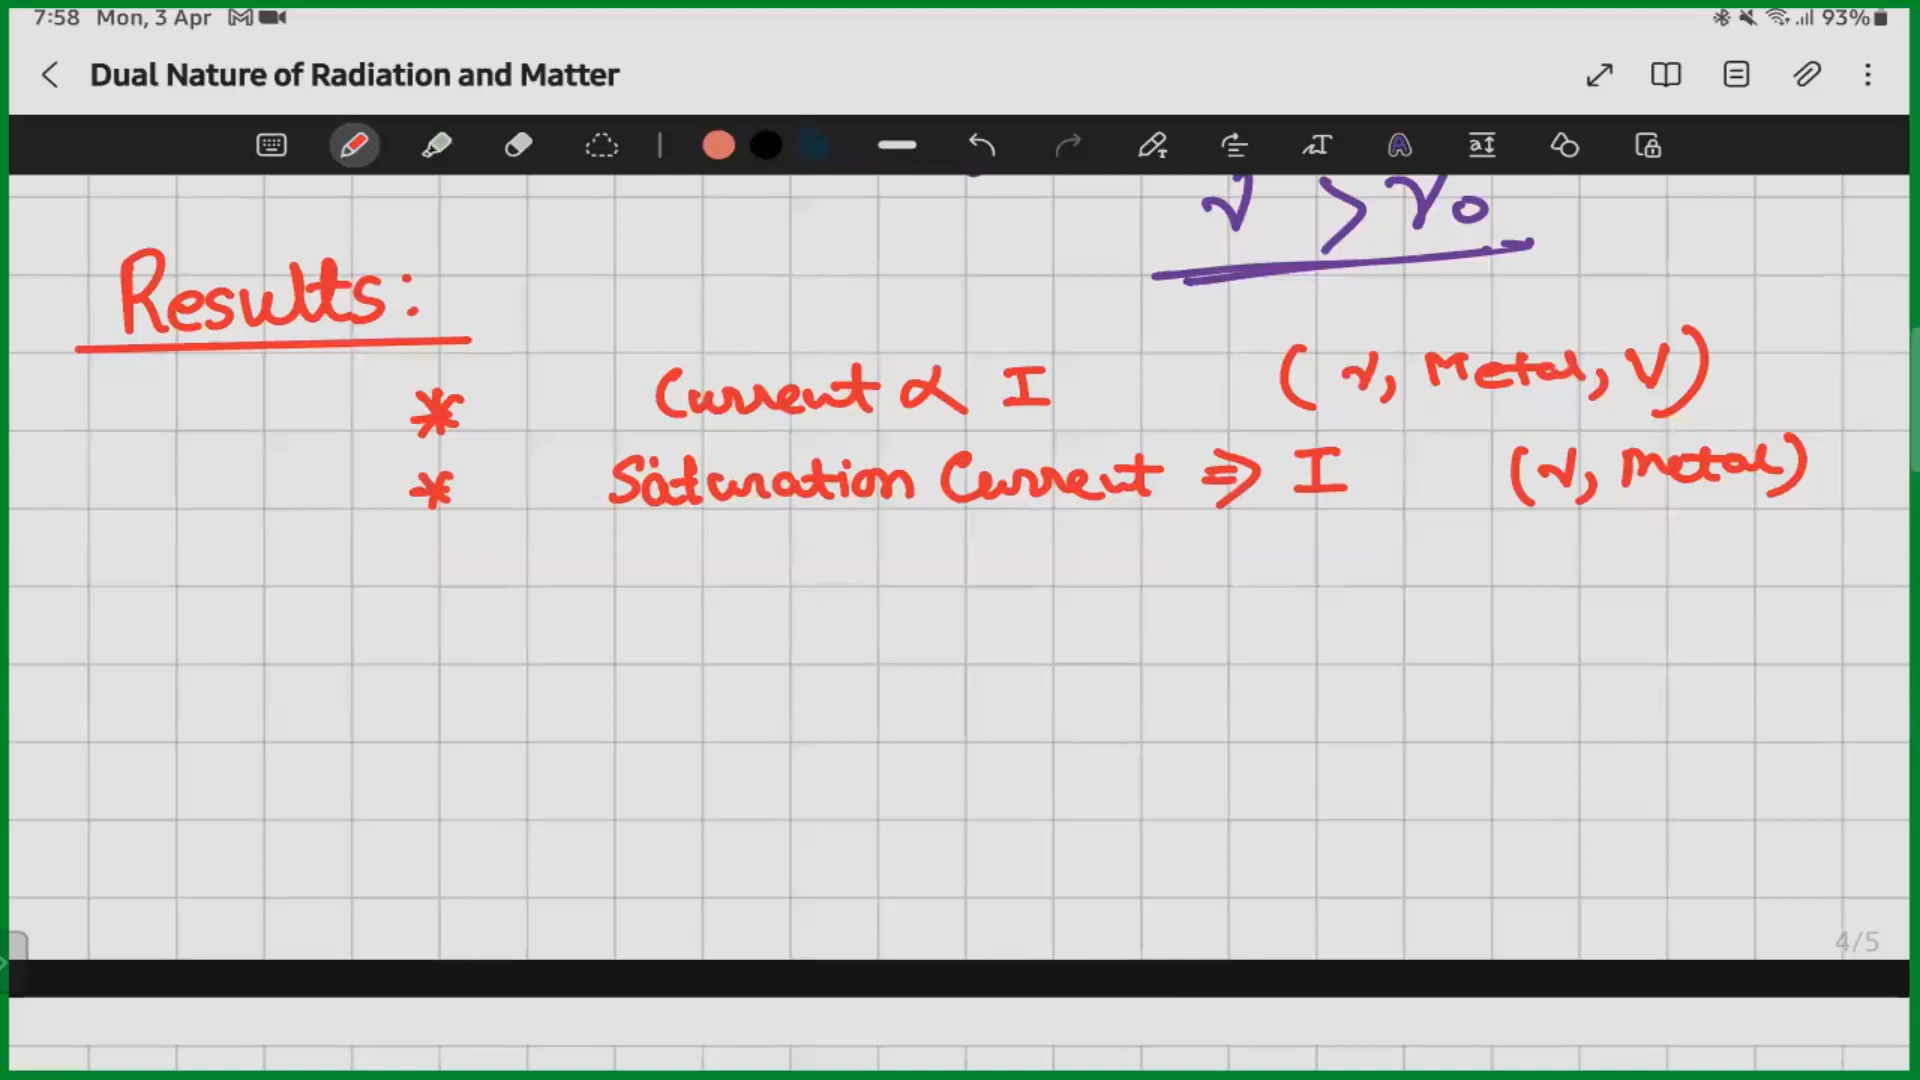 7:58 Mon, 3 Apr 93%
Dual Nature of Radiation and Matter
ν > ν₀
Results:
* Current ∝ I (ν, Metal, V)
* Saturation Current ⇒ I (ν, Metal)
4/5